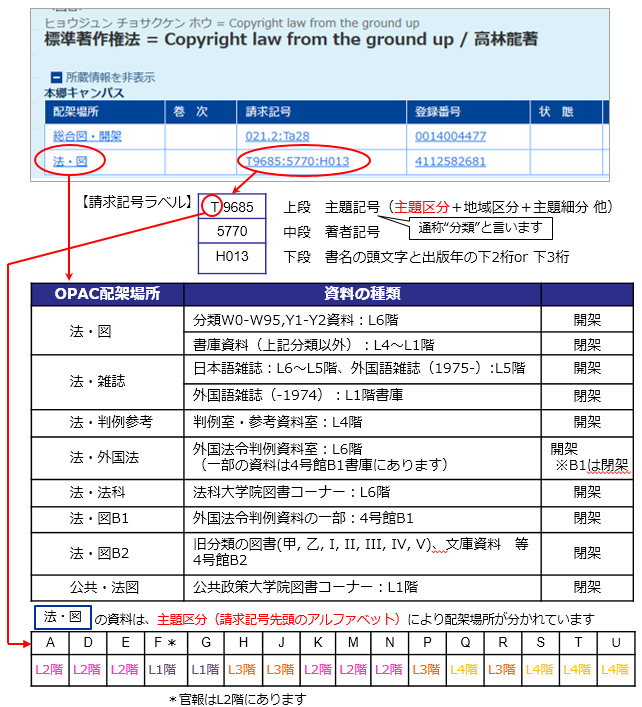 ヒョウジュン チョサクケン ホウ = Copyright law from the ground up
標準著作権法 = Copyright law from the ground up / 高林龍著
所蔵情報を非表示
本郷キャンパス
配架場所 巻 次 請求記号 登録番号 状 態
総合図・開架 021.2:Ta28 0014004477
法・図 T9685:5770:H013 4112582681
【請求記号ラベル】 T9685 上段 主題記号（主題区分＋地域区分＋主題細分 他）
通称“分類”と言います
5770 中段 著者記号
H013 下段 書名の頭文字と出版年の下2桁or 下3桁
OPAC配架場所 資料の種類
法・図 分類W0-W95,Y1-Y2資料：L6階 開架
書庫資料（上記分類以外）：L4～L1階 閉架
法・雑誌 日本語雑誌：L6～L5階、外国語雑誌（1975-）:L5階 開架
外国語雑誌（-1974）：L1階書庫 閉架
法・判例参考 判例室・参考資料室：L4階 開架
法・外国法 外国法令判例資料室：L6階 開架
（一部の資料は4号館B1書庫にあります） ※B1は閉架
法・法科 法科大学院図書コーナー：L6階 開架
法・図B1 外国法令判例資料の一部：4号館B1 閉架
法・図B2 旧分類の図書(甲, 乙, I, II, III, IV, V)、文庫資料 等 閉架
4号館B2
公共・法図 公共政策大学院図書コーナー：L1階 閉架
法・図 の資料は、主題区分（請求記号先頭のアルファベット）により配架場所が分かれています
A D E F＊ G H J K M N P Q R S T U
L2階 L2階 L2階 L1階 L1階 L3階 L3階 L2階 L2階 L2階 L3階 L4階 L3階 L4階 L4階 L4階
＊官報はL2階にあります